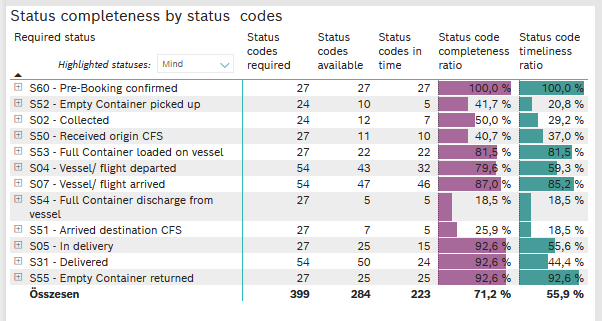 Status completeness by status codes
Required status
Highlighted statuses: Mind
Status codes required
Status codes available
Status codes in time
Status code completeness ratio
Status code timeliness ratio
S60 - Pre-Booking confirmed 27 27 27 100,0 % 100,0 %
S52 - Empty Container picked up 24 10 5 41,7 % 20,8 %
S02 - Collected 24 12 7 50,0 % 29,2 %
S50 - Received origin CFS 27 11 10 40,7 % 37,0 %
S53 - Full Container loaded on vessel 27 22 22 81,5 % 81,5 %
S04 - Vessel/ flight departed 54 43 32 79,6 % 59,3 %
S07 - Vessel/ flight arrived 54 47 46 87,0 % 85,2 %
S54 - Full Container discharge from 27 5 5 18,5 % 18,5 %
vessel
S51 - Arrived destination CFS 27 7 5 25,9 % 18,5 %
S05 - In delivery 27 25 15 92,6 % 55,6 %
S31 - Delivered 54 50 24 92,6 % 44,4 %
S55 - Empty Container returned 27 25 25 92,6 % 92,6 %
Összesen 399 284 223 71,2 % 55,9 %